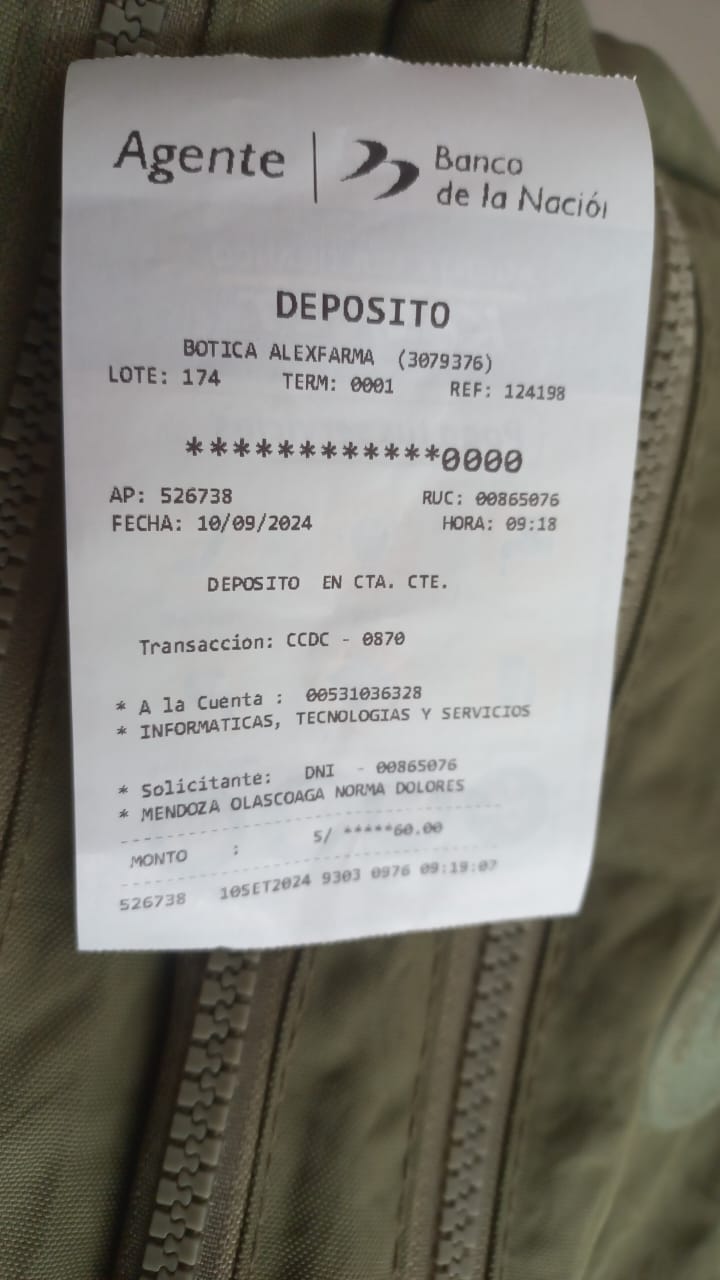 Agente | Banco
de la Nación
DEPOSITO
BOTICA ALEXFARMA (3079376)
LOTE: 174 TERM: 0001 REF: 124198
************0000
AP: 526738 RUC: 00865076
FECHA: 10/09/2024 HORA: 09:18
DEPOSITO EN CTA. CTE.
Transaccion: CCDC - 0870
* A la Cuenta : 00531036328
* INFORMATICAS, TECNOLOGIAS Y SERVICIOS
* Solicitante: DNI - 00865076
* MENDOZA OLASCOAGA NORMA DOLORES
MONTO : S/ *****60.00
526738 10SET2024 9303 0976 09:19:07